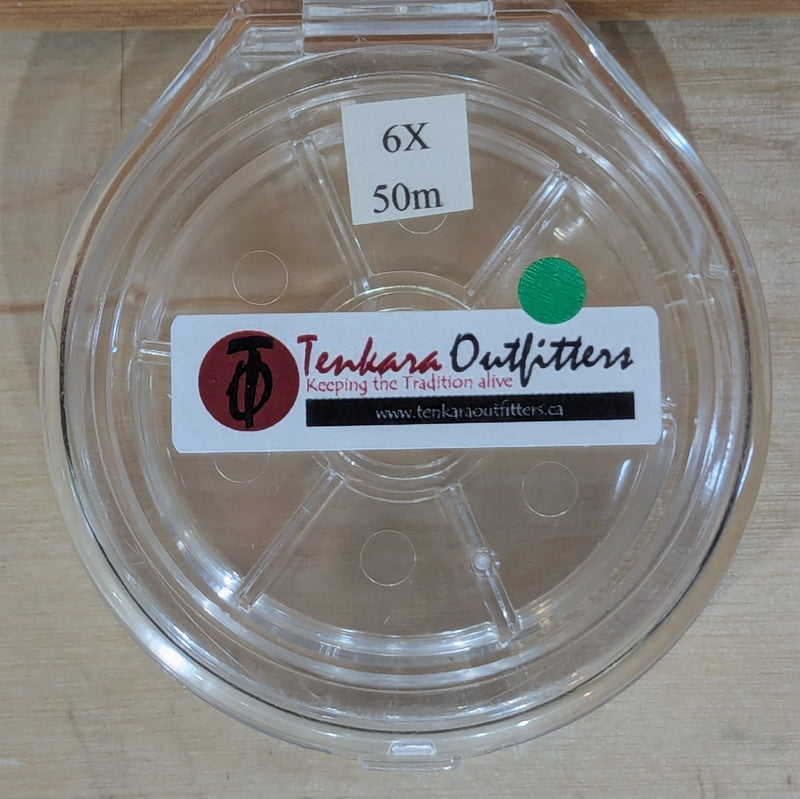 6X
50m
Tenkara Outfitters
Keeping the Tradition alive
www.tenkaraoutfitters.ca